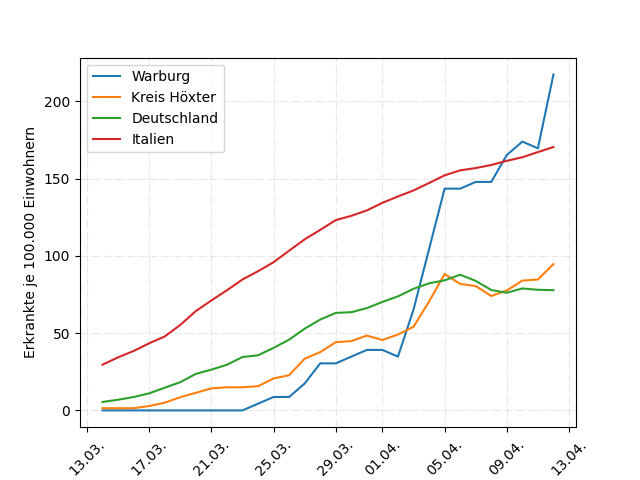 Erkrankte je 100.000 Einwohnern
Warburg
Kreis Höxter
Deutschland
Italien
200
150
100
50
0
13.03.
17.03.
21.03.
25.03.
29.03.
01.04.
05.04.
09.04.
13.04.